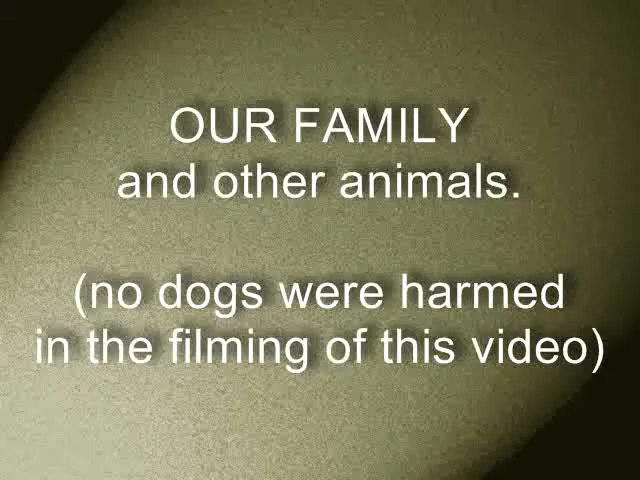 OUR FAMILY
and other animals.
(no dogs were harmed
in the filming of this video)